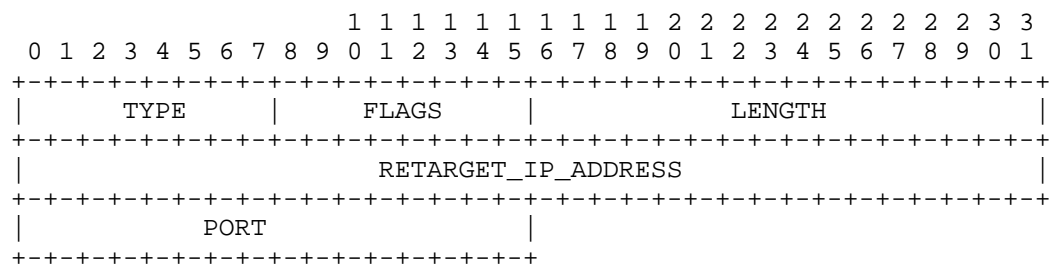 1 1 1 1 1 1 1 1 1 1 2 2 2 2 2 2 2 2 2 2 3 3
 0 1 2 3 4 5 6 7 8 9 0 1 2 3 4 5 6 7 8 9 0 1 2 3 4 5 6 7 8 9 0 1
+-+-+-+-+-+-+-+-+-+-+-+-+-+-+-+-+-+-+-+-+-+-+-+-+-+-+-+-+-+-+-+-+
|      TYPE     |     FLAGS     |            LENGTH             |
+-+-+-+-+-+-+-+-+-+-+-+-+-+-+-+-+-+-+-+-+-+-+-+-+-+-+-+-+-+-+-+-+
|                      RETARGET_IP_ADDRESS                      |
+-+-+-+-+-+-+-+-+-+-+-+-+-+-+-+-+-+-+-+-+-+-+-+-+-+-+-+-+-+-+-+-+
|           PORT                |
+-+-+-+-+-+-+-+-+-+-+-+-+-+-+-+-+